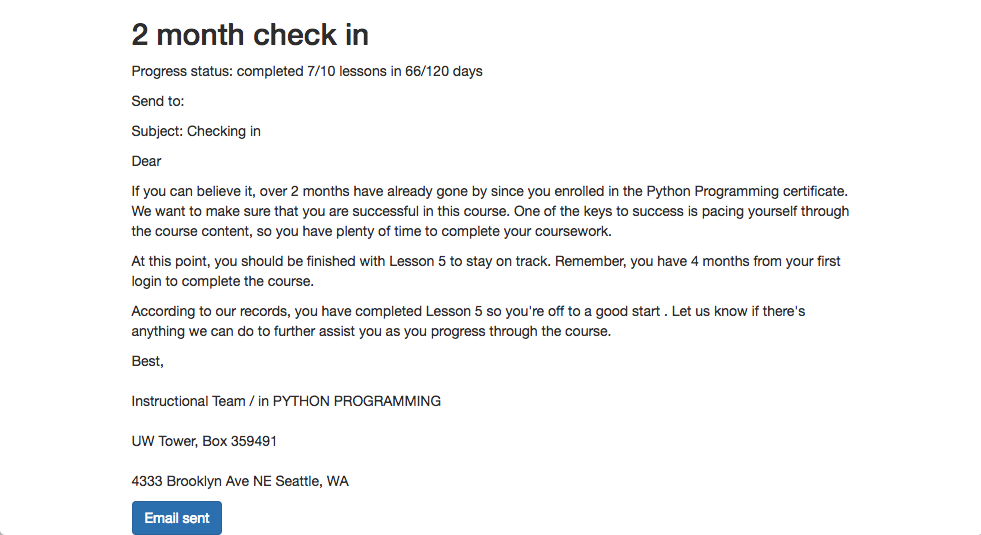 2 month check in
Progress status: completed 7/10 lessons in 66/120 days
Send to:
Subject: Checking in
Dear
If you can believe it, over 2 months have already gone by since you enrolled in the Python Programming certificate.
We want to make sure that you are successful in this course. One of the keys to success is pacing yourself through
the course content, so you have plenty of time to complete your coursework.
At this point, you should be finished with Lesson 5 to stay on track. Remember, you have 4 months from your first
login to complete the course.
According to our records, you have completed Lesson 5 so you're off to a good start . Let us know if there's
anything we can do to further assist you as you progress through the course.
Best,
Instructional Team / in PYTHON PROGRAMMING
UW Tower, Box 359491
4333 Brooklyn Ave NE Seattle, WA
Email sent